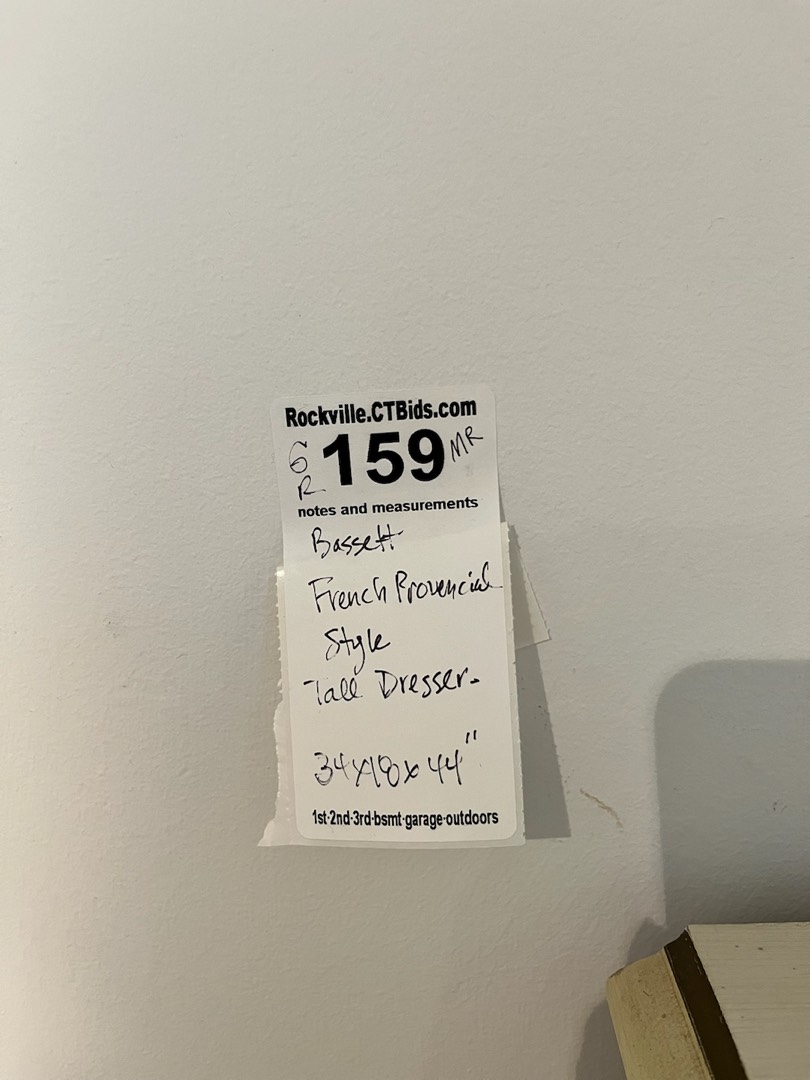 Rockville.CTBids.com
G
R
159
MR
notes and measurements
Bassett
French Provencial
Style
Tall Dresser.
34x18x44"
1st·2nd·3rd·bsmt·garage·outdoors